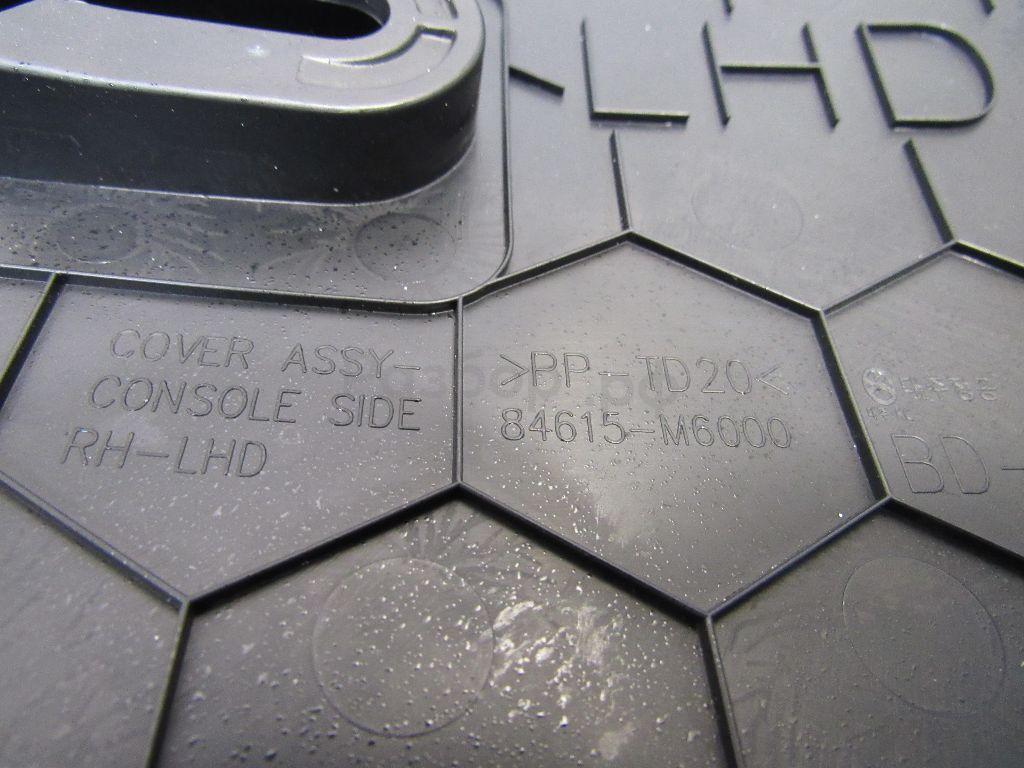 LHD
COVER ASSY-
CONSOLE SIDE
RH-LHD
>PP-TD20<
84615-M6000
BD-